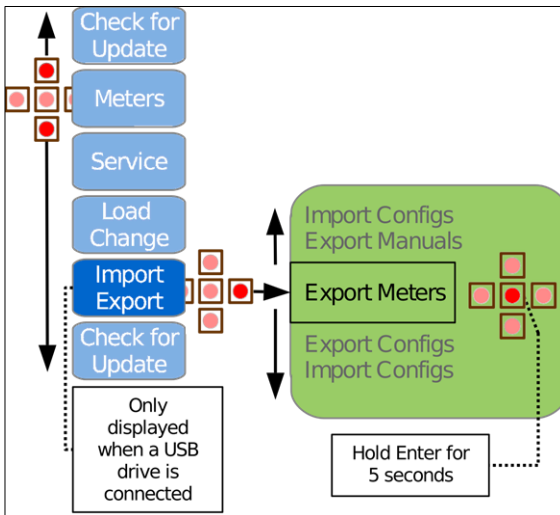 Check for
Update
Meters
Service
Load
Change
Import
Export
Check for
Update
Only
displayed
when a USB
drive is
connected
Import Configs
Export Manuals
Export Meters
Export Configs
Import Configs
Hold Enter for
5 seconds